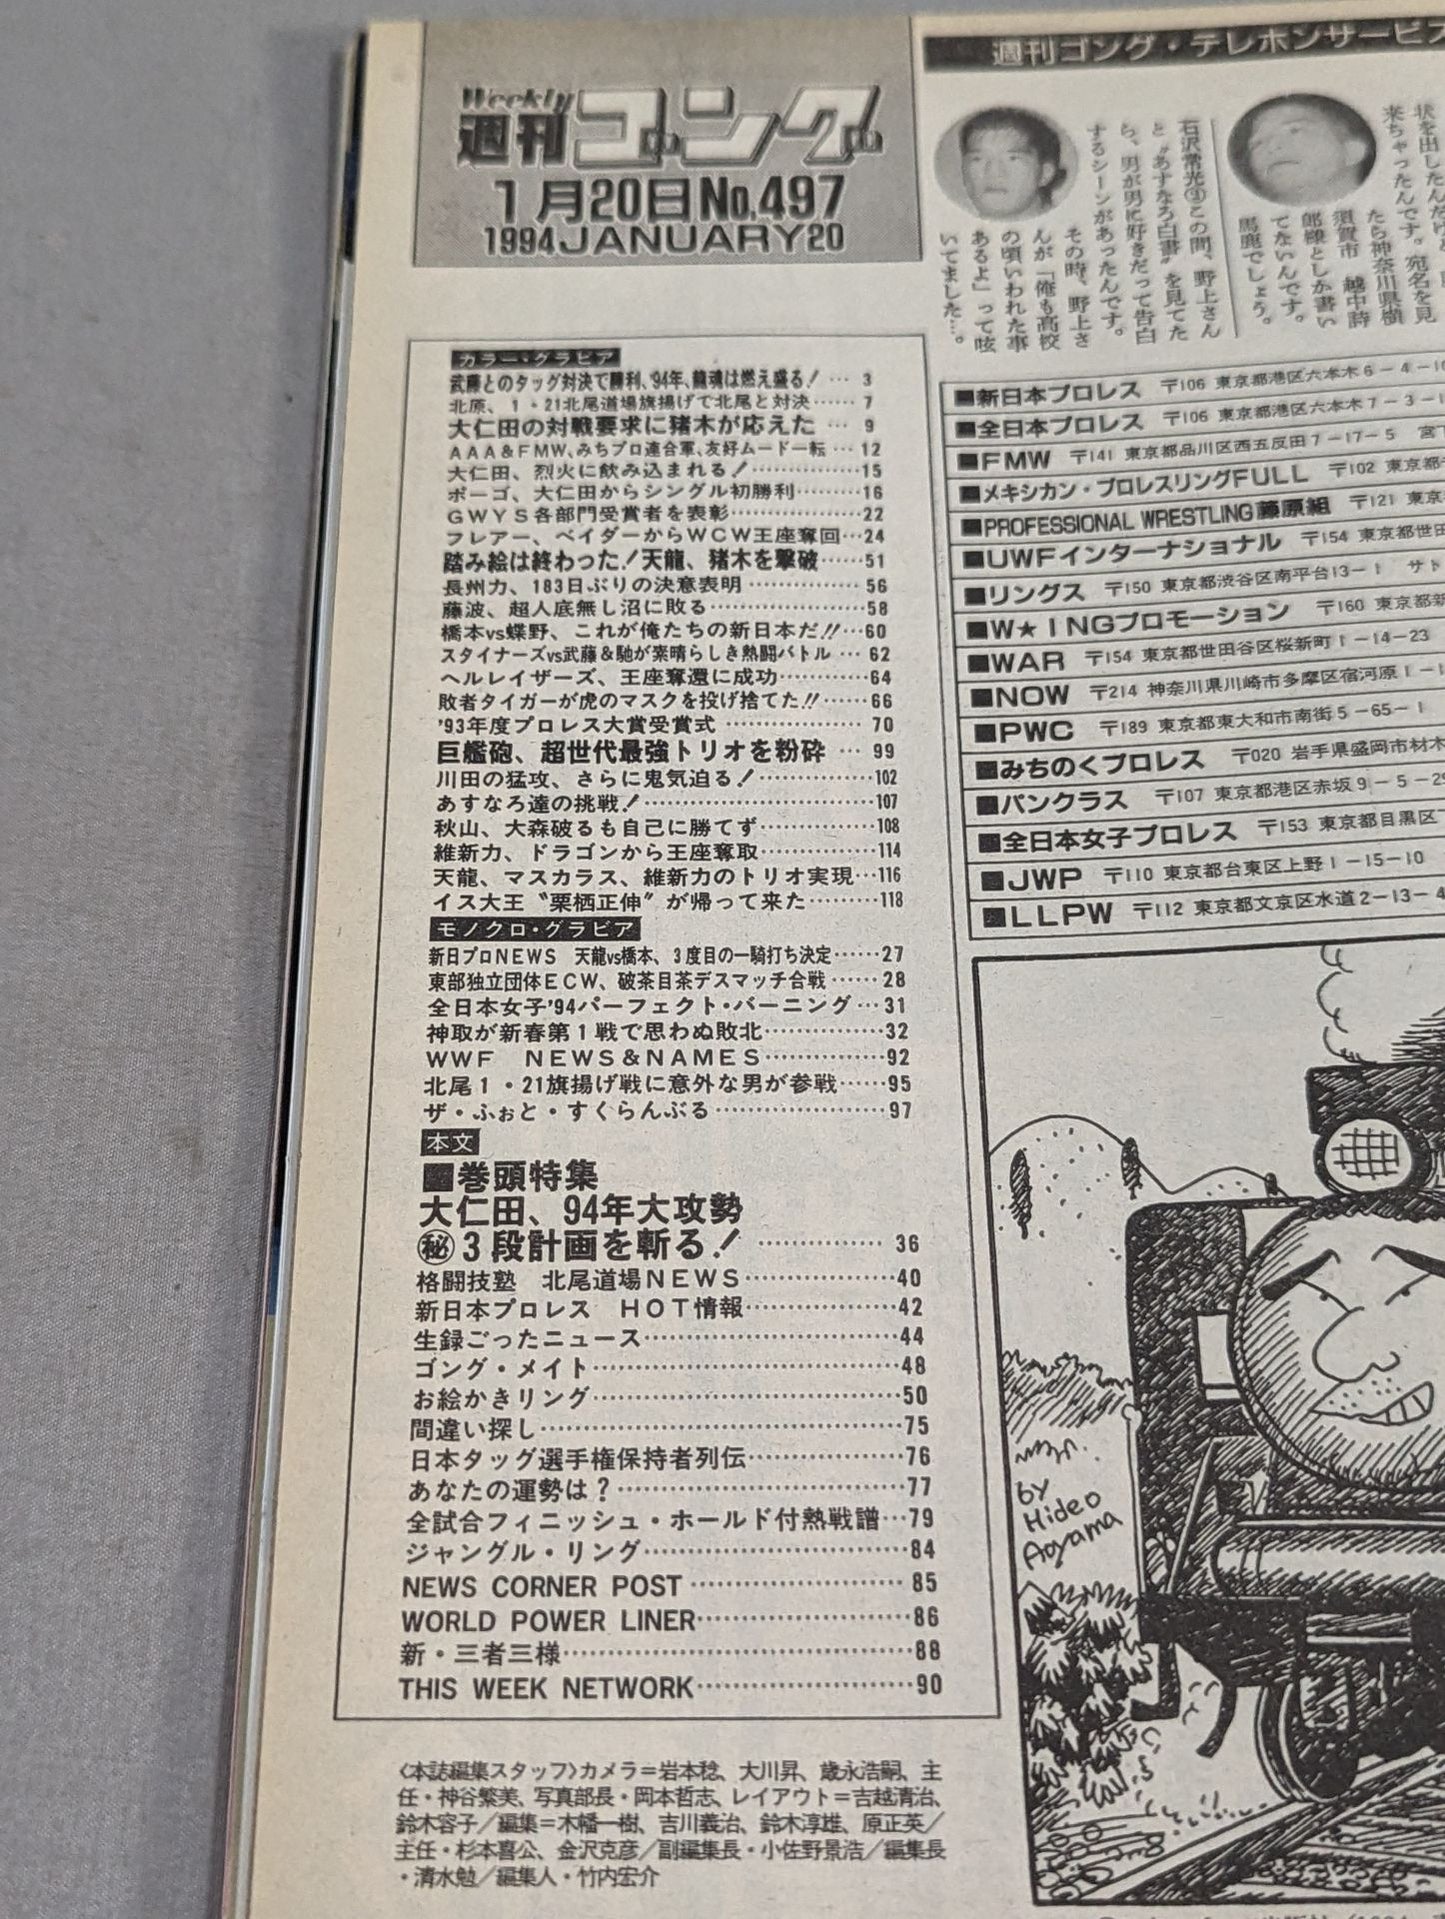 Weekly
週刊ゴング
1月20日No.497
1994JANUARY20
カラー・グラビア
武藤とのタッグ対決で勝利、'94年、龍魂は燃え盛る！… 3
北原、1・21北尾道場旗揚げで北尾と対決…… 7
大仁田の対戦要求に猪木が応えた … 9
AAA&FMW、みちプロ連合軍、友好ムード一転 … 12
大仁田、烈火に飲み込まれる！……………15
ポーゴ、大仁田からシングル初勝利………16
GWYS各部門受賞者を表彰……………22
フレアー、ベイダーからWCW王座奪回…24
踏み絵は終わった！天龍、猪木を撃破……51
長州力、183日ぶりの決意表明 ……………56
藤波、超人底無し沼に敗る…………………58
橋本vs蝶野、これが俺たちの新日本だ!!…60
スタイナーズvs武藤&馳が素晴らしき熱闘バトル … 62
ヘルレイザーズ、王座奪還に成功…………64
敗者タイガーが虎のマスクを投げ捨てた!!……66
'93年度プロレス大賞受賞式 ……………… 70
巨艦砲、超世代最強トリオを粉砕 … 99
川田の猛攻、さらに鬼気迫る！……………102
あすなろ達の挑戦！…………………………107
秋山、大森破るも自己に勝てず……………108
維新力、ドラゴンから王座奪取……………114
天龍、マスカラス、維新力のトリオ実現…116
イス大王〝栗栖正伸〟が帰って来た………118
モノクロ・グラビア
新日プロNEWS 天龍vs橋本、3度目の一騎打ち決定……27
東部独立団体ECW、破茶目茶デスマッチ合戦……28
全日本女子'94パーフェクト・バーニング…31
神取が新春第1戦で思わぬ敗北……………32
WWF NEWS&NAMES……………92
北尾1・21旗揚げ戦に意外な男が参戦……95
ザ・ふぉと・すくらんぶる…………………97
本文
■巻頭特集
大仁田、94年大攻勢
㊙3段計画を斬る！ …………… 36
格闘技塾 北尾道場NEWS………………40
新日本プロレス HOT情報………………42
生録ごったニュース…………………………44
ゴング・メイト………………………………48
お絵かきリング………………………………50
間違い探し……………………………………75
日本タッグ選手権保持者列伝………………76
あなたの運勢は？……………………………77
全試合フィニッシュ・ホールド付熱戦譜…79
ジャングル・リング…………………………84
NEWS CORNER POST ……………………85
WORLD POWER LINER……………………86
新・三者三様…………………………………88
THIS WEEK NETWORK……………………90
〈本誌編集スタッフ〉カメラ＝岩本稔、大川昇、歳永浩嗣、主
任・神谷繁美、写真部長・岡本哲志、レイアウト＝吉越清治、
鈴木容子／編集＝木幡一樹、吉川義治、鈴木淳雄、原正英／
主任・杉本喜公、金沢克彦／副編集長・小佐野景浩／編集長
・清水勉／編集人・竹内宏介
週刊ゴング・テレホンサービス
状を出したんだけど
来ちゃったんです。宛名を見
たら神奈川県横
須賀市 越中詩
郎様としか書い
てないんです。
馬鹿でしょう。
石沢常光④この間、野上さん
と〝あすなろ白書〟を見てた
ら、男が男に好きだって告白
するシーンがあったんです。
その時、野上さ
んが「俺も高校
の頃いわれた事
あるよ」って呟
いてました…。
■新日本プロレス 〒106 東京都港区六本木6－4－10
■全日本プロレス 〒106 東京都港区六本木7－3－1
■FMW 〒141 東京都品川区西五反田7－17－5 宮下
■メキシカン・プロレスリングFULL 〒102 東京都
■PROFESSIONAL WRESTLING藤原組 〒121 東京
■UWFインターナショナル 〒154 東京都世田
■リングス 〒150 東京都渋谷区南平台13－1 サト
■W★INGプロモーション 〒160 東京都新
■WAR 〒154 東京都世田谷区桜新町1－14－23
■NOW 〒214 神奈川県川崎市多摩区宿河原1－1
■PWC 〒189 東京都東大和市南街5－65－1
■みちのくプロレス 〒020 岩手県盛岡市材木
■パンクラス 〒107 東京都港区赤坂9－5－29
■全日本女子プロレス 〒153 東京都目黒区下
■JWP 〒110 東京都台東区上野1－15－10
■LLPW 〒112 東京都文京区水道2－13－4
by
Hideo
Aoyama